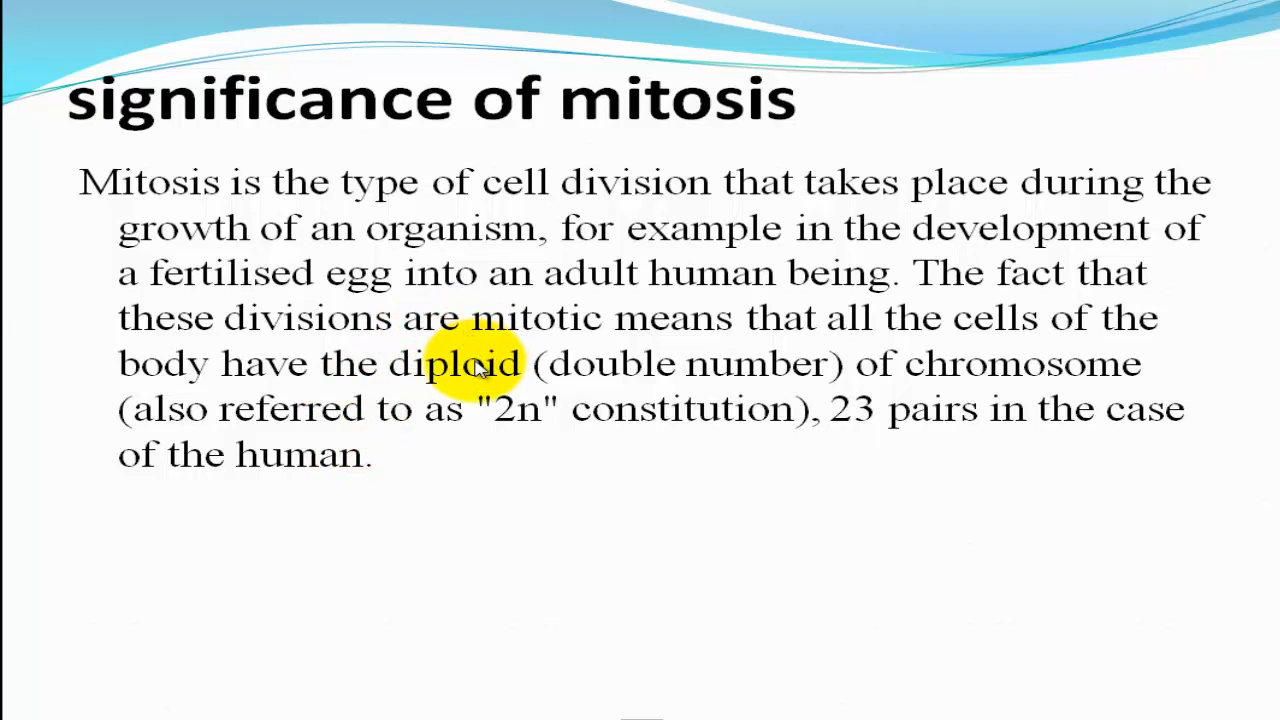 significance of mitosis
Mitosis is the type of cell division that takes place during the
growth of an organism, for example in the development of
a fertilised egg into an adult human being. The fact that
these divisions are mitotic means that all the cells of the
body have the diploid (double number) of chromosome
(also referred to as "2n" constitution), 23 pairs in the case
of the human.